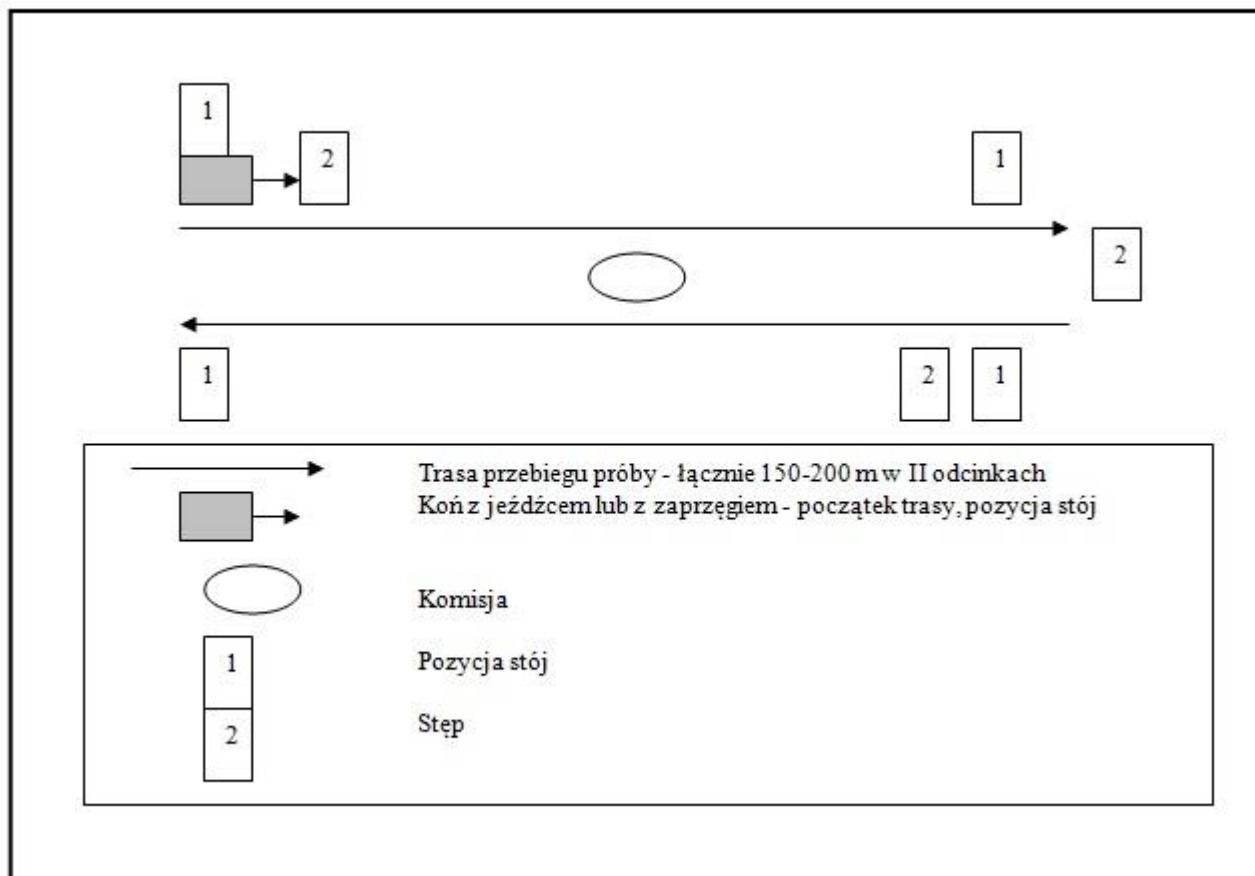 1
2
1
2
1
2
1
Trasa przebiegu próby - łącznie 150-200 m w II odcinkach
Koń z jeźdźcem lub z zaprzęgiem - początek trasy, pozycja stój
Komisja
1
Pozycja stój
2
Stęp